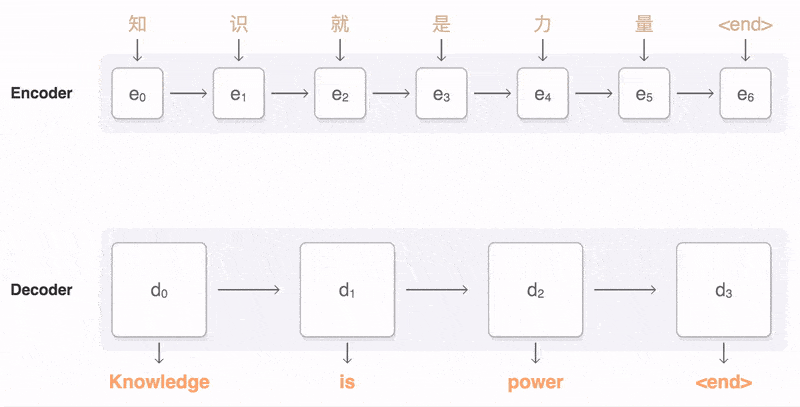 知 识 就 是 力 量 <end>
Encoder e₀ e₁ e₂ e₃ e₄ e₅ e₆
Decoder d₀ d₁ d₂ d₃
Knowledge is power <end>